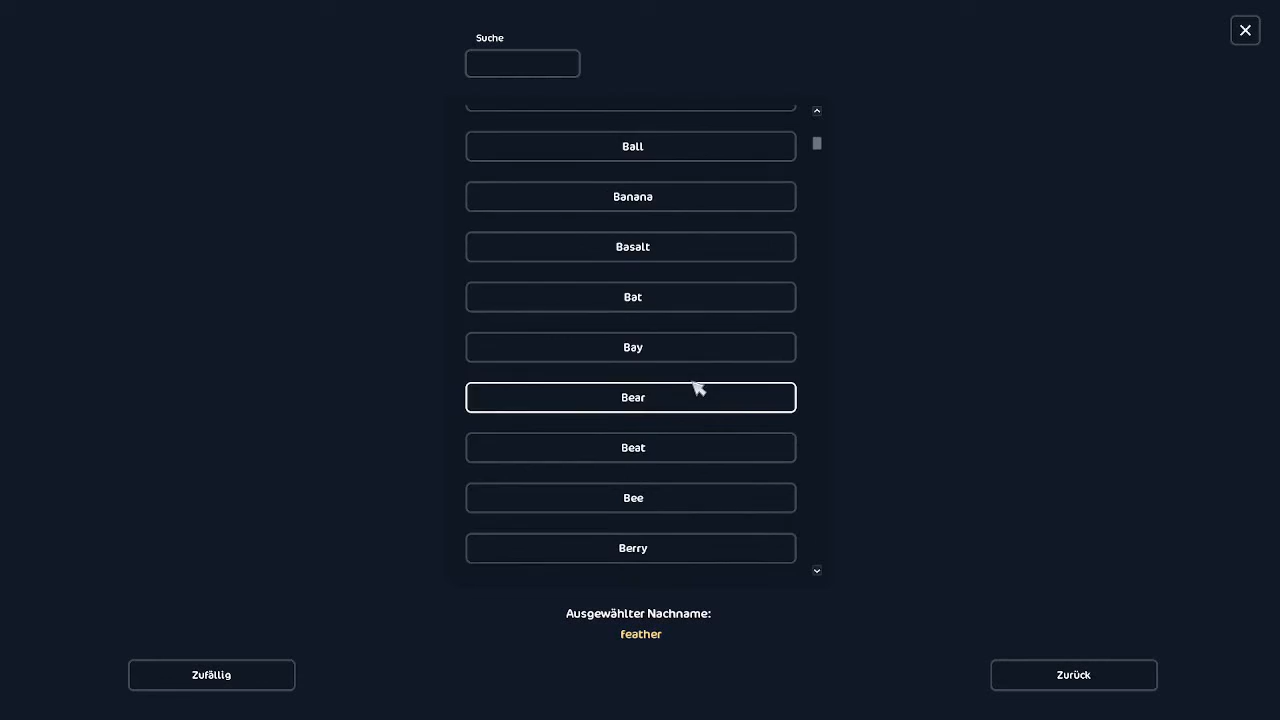 Suche
Ball
Banana
Basalt
Bat
Bay
Bear
Beat
Bee
Berry
Ausgewählter Nachname:
feather
Zufällig
Zurück